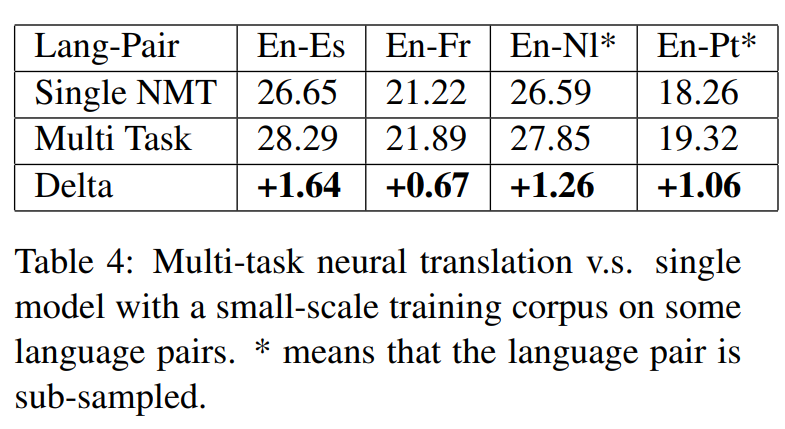 Lang-Pair En-Es En-Fr En-Nl* En-Pt*
Single NMT 26.65 21.22 26.59 18.26
Multi Task 28.29 21.89 27.85 19.32
Delta +1.64 +0.67 +1.26 +1.06
Table 4: Multi-task neural translation v.s. single
model with a small-scale training corpus on some
language pairs. * means that the language pair is
sub-sampled.